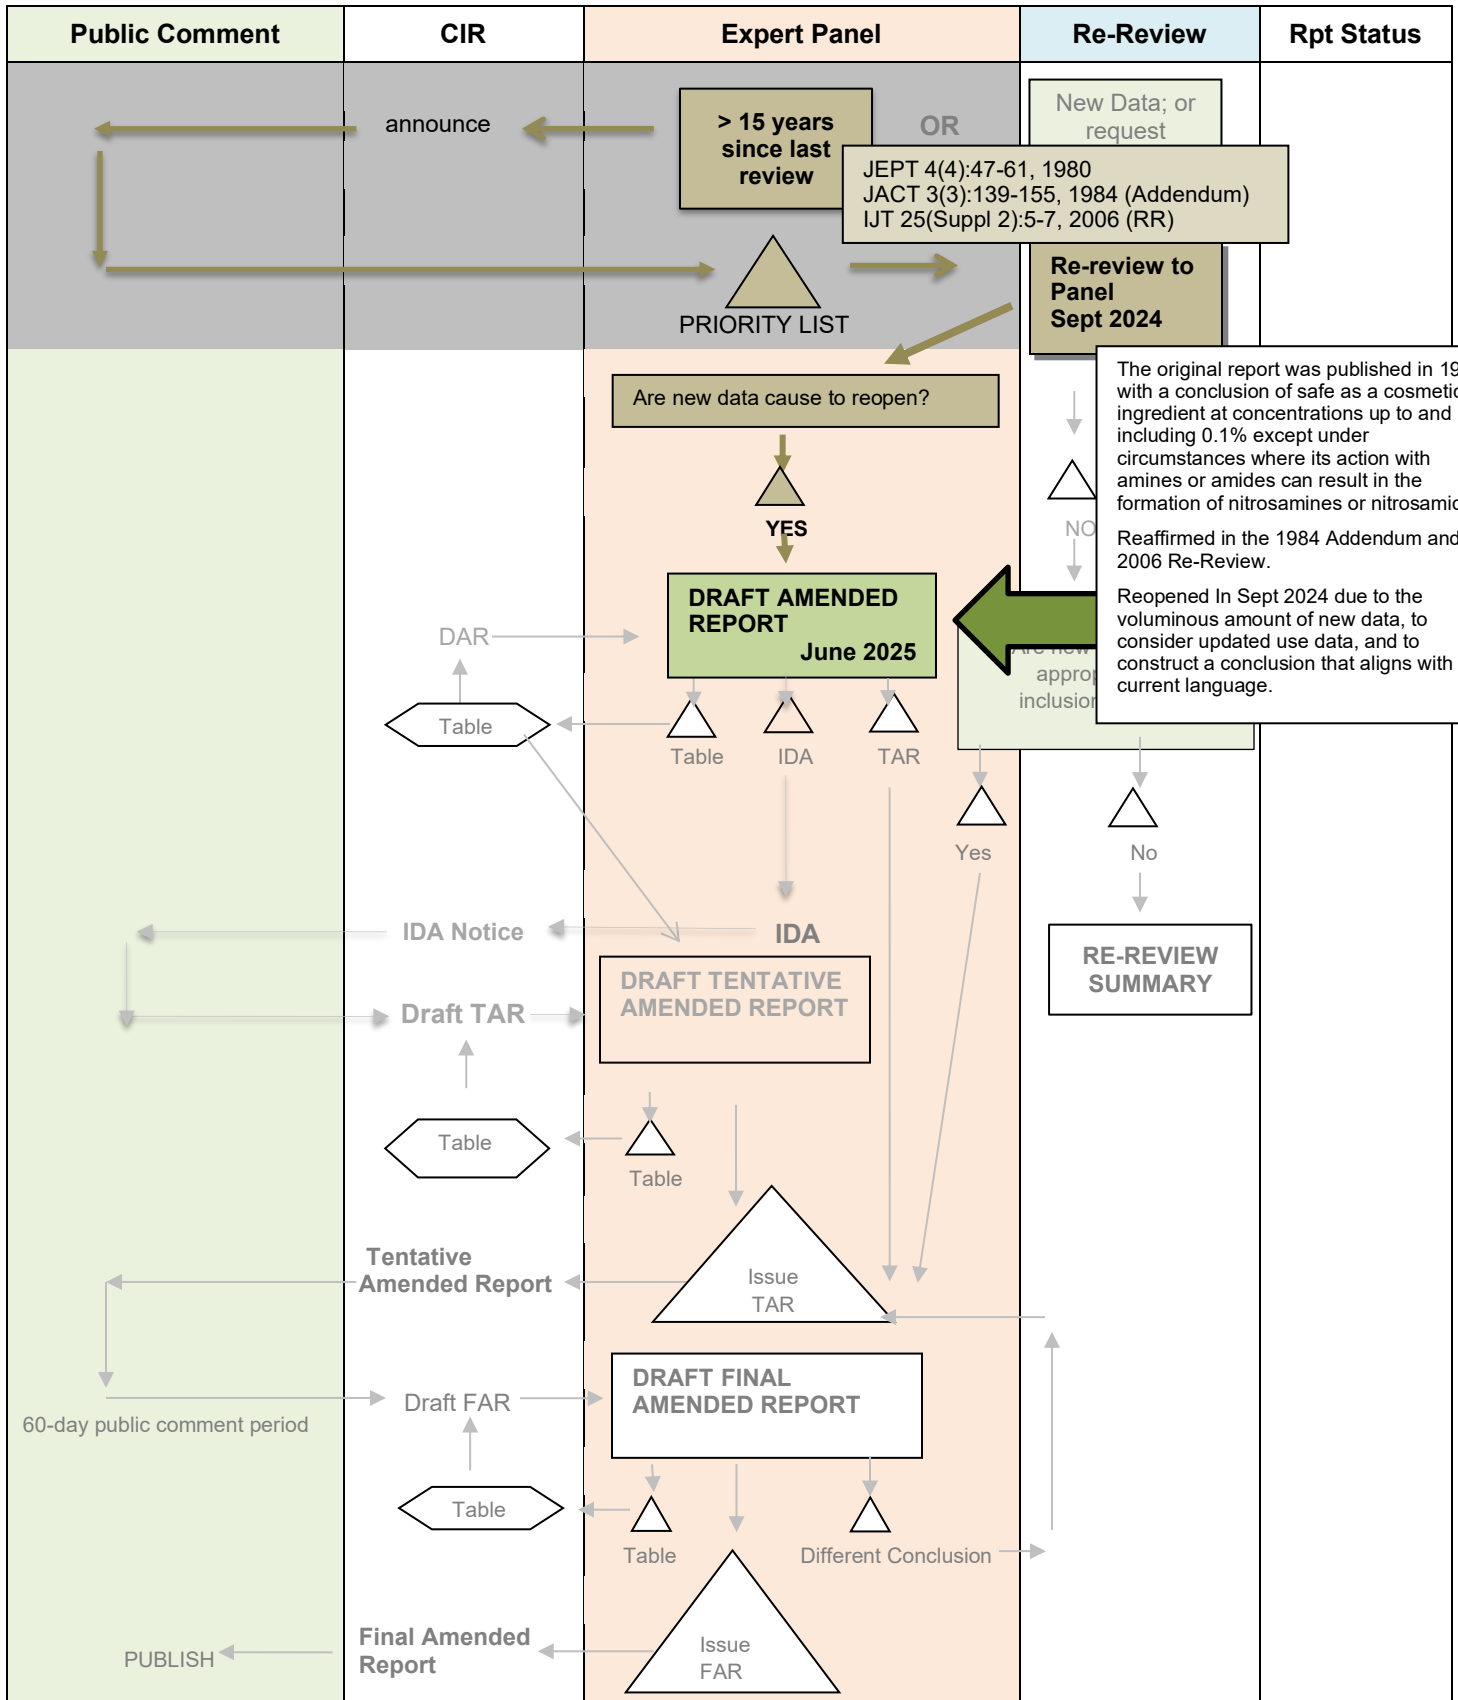 Public Comment
CIR
Expert Panel
Re-Review
Rpt Status
announce
> 15 years
since last
review
OR
New Data; or
request
JEPT 4(4):47-61, 1980
JACT 3(3):139-155, 1984 (Addendum)
IJT 25(Suppl 2):5-7, 2006 (RR)
PRIORITY LIST
Re-review to
Panel
Sept 2024
Are new data cause to reopen?
The original report was published in
with a conclusion of safe as a
ingredient at concentrations up to and
including 0.1% except under
circumstances where its action with
amines or amides can result in the
formation of nitrosamines or
Reaffirmed in the 1984 Addendum and
2006 Re-Review.
Reopened In Sept 2024 due to the
voluminous amount of new data, to
consider updated use data, and to
construct a conclusion that aligns with
current language.
YES
NO
DRAFT AMENDED
REPORT
June 2025
DAR
Table
Table
IDA
TAR
Yes
No
IDA Notice
IDA
RE-REVIEW
SUMMARY
DRAFT TENTATIVE
AMENDED REPORT
Draft TAR
Table
Table
Tentative
Amended Report
Issue
TAR
DRAFT FINAL
AMENDED REPORT
Draft FAR
60-day public comment period
Table
Table
Different Conclusion
Final Amended
Report
Issue
FAR
PUBLISH